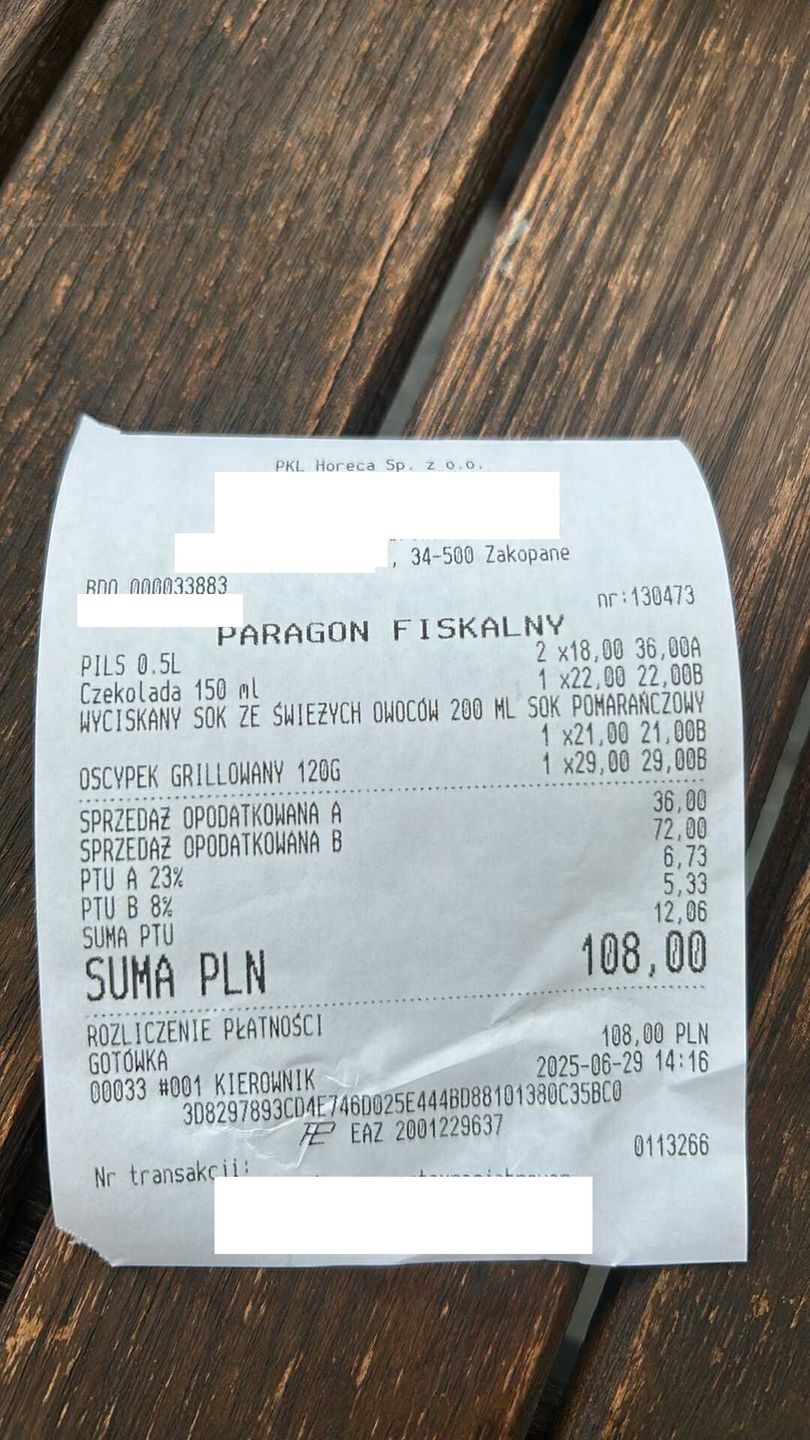 PKL Horeca Sp. z o.o.
, 34-500 Zakopane
BDO 000033883
nr:130473
PARAGON FISKALNY
PILS 0.5L 2 x18,00 36,00A
Czekolada 150 ml 1 x22,00 22,00B
WYCISKANY SOK ZE ŚWIEŻYCH OWOCÓW 200 ML SOK POMARAŃCZOWY
1 x21,00 21,00B
OSCYPEK GRILLOWANY 120G 1 x29,00 29,00B
SPRZEDAŻ OPODATKOWANA A 36,00
SPRZEDAŻ OPODATKOWANA B 72,00
PTU A 23% 6,73
PTU B 8% 5,33
SUMA PTU 12,06
SUMA PLN 108,00
ROZLICZENIE PŁATNOŚCI
GOTÓWKA 108,00 PLN
00033 #001 KIEROWNIK 2025-06-29 14:16
3D8297893CD4E746D025E444BD88101380C35BC0
EAZ 2001229637
Nr transakcji: 0113266